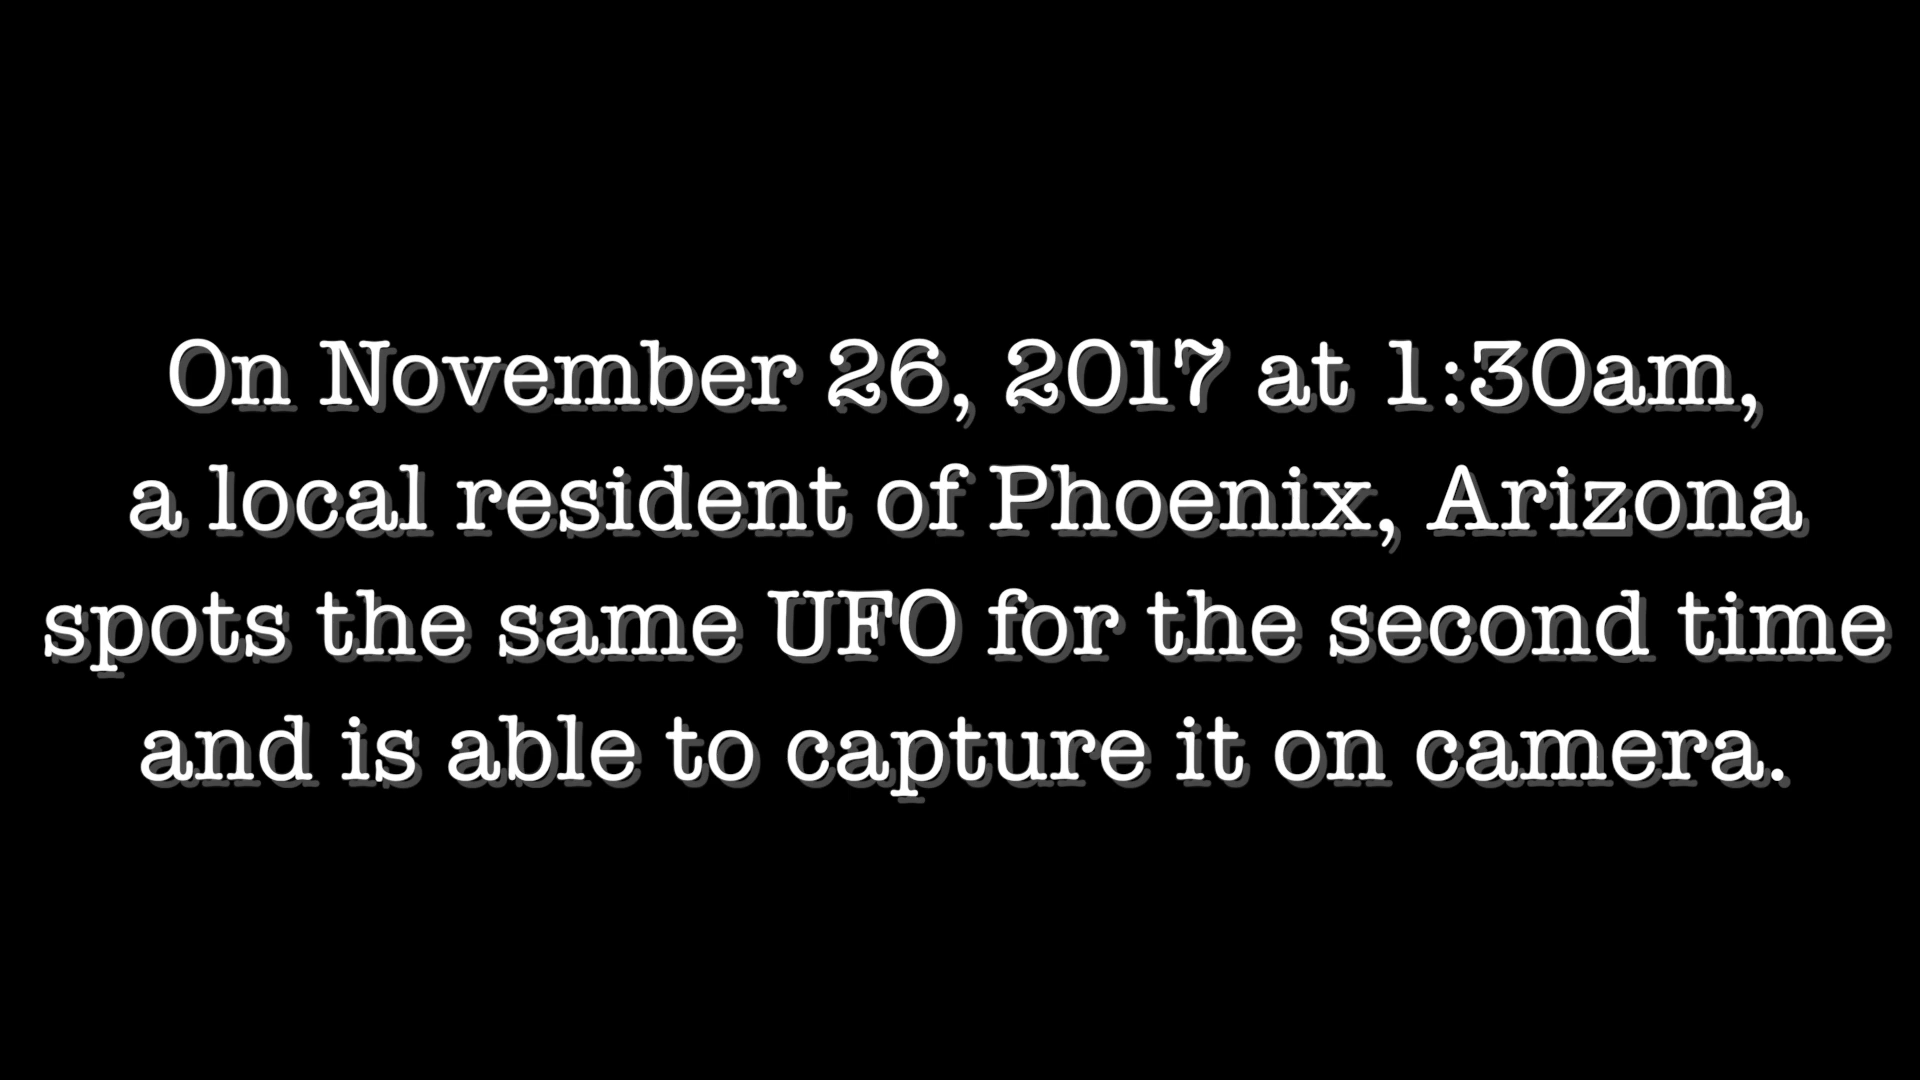 On November 26, 2017 at 1:30am,
a local resident of Phoenix, Arizona
spots the same UFO for the second time
and is able to capture it on camera.